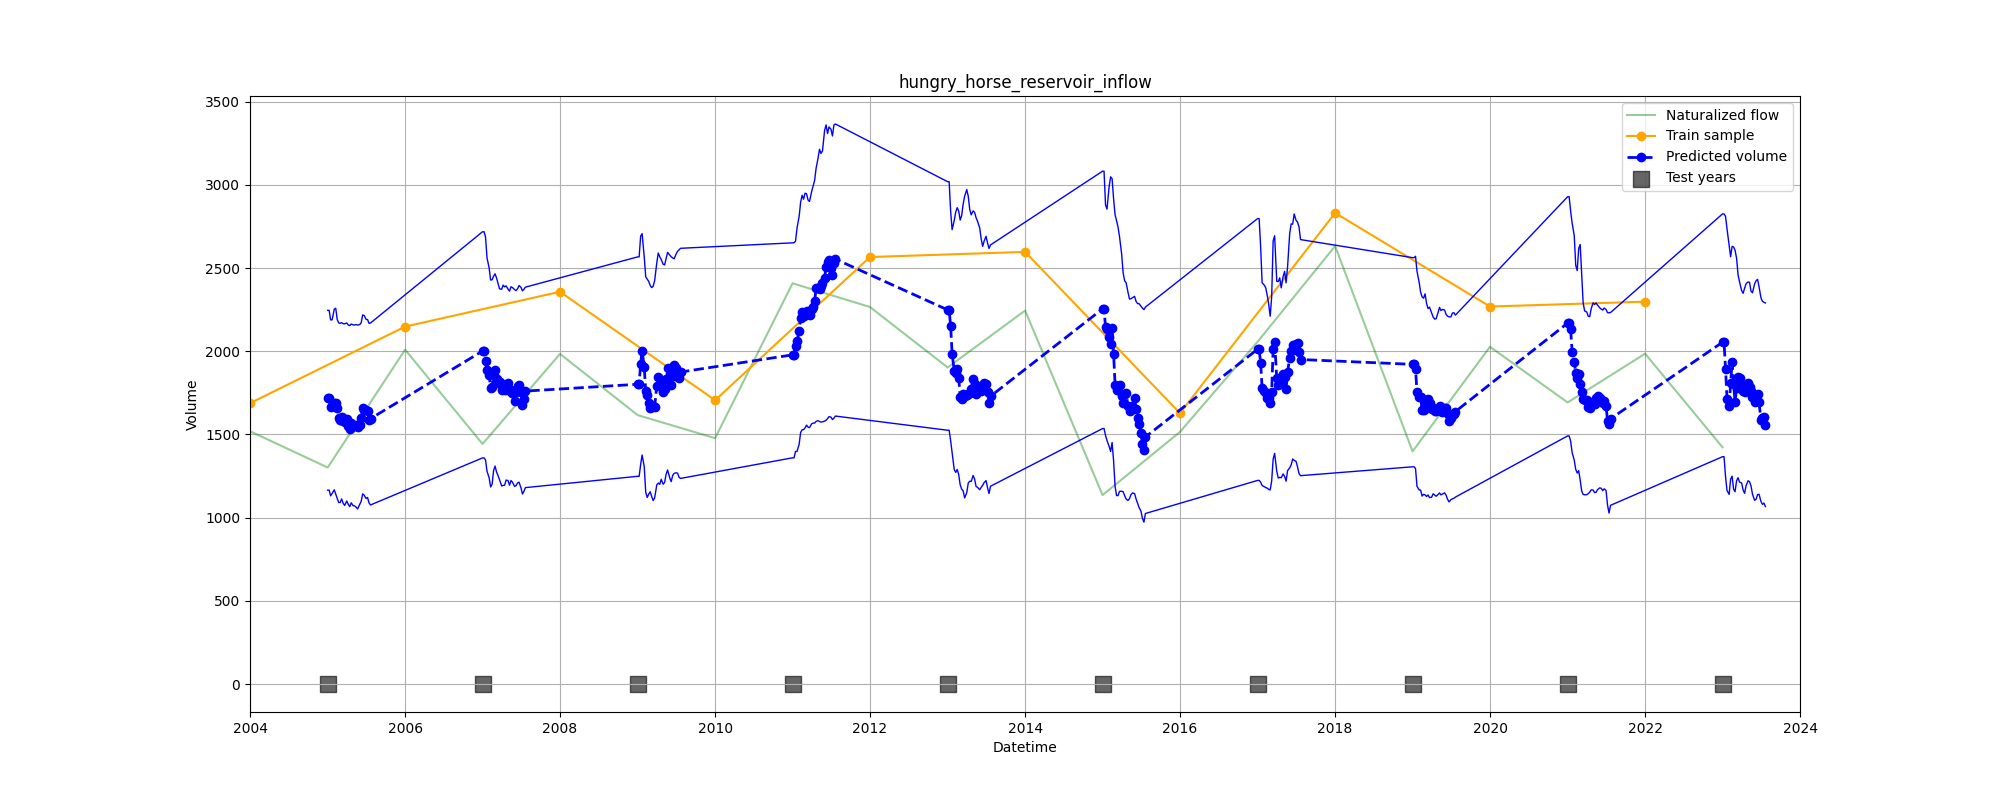 hungry_horse_reservoir_inflow
Volume
3500
3000
2500
2000
1500
1000
500
0
Naturalized flow
Train sample
Predicted volume
Test years
2004 2006 2008 2010 2012 2014 2016 2018 2020 2022 2024
Datetime